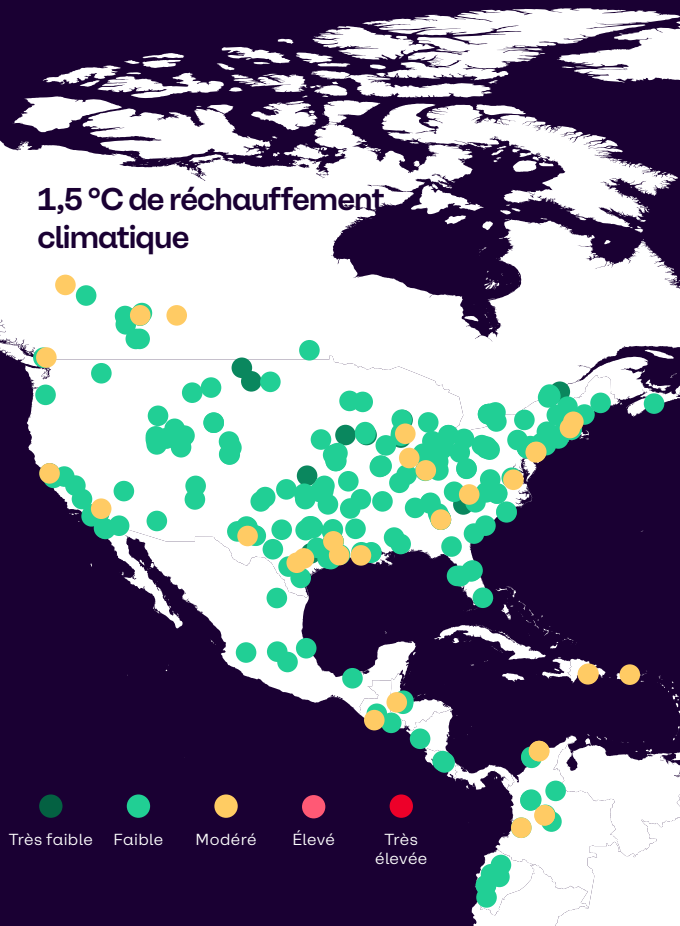 1,5 °C de réchauffement
climatique
Très faible
Faible
Modéré
Élevé
Très
élevée